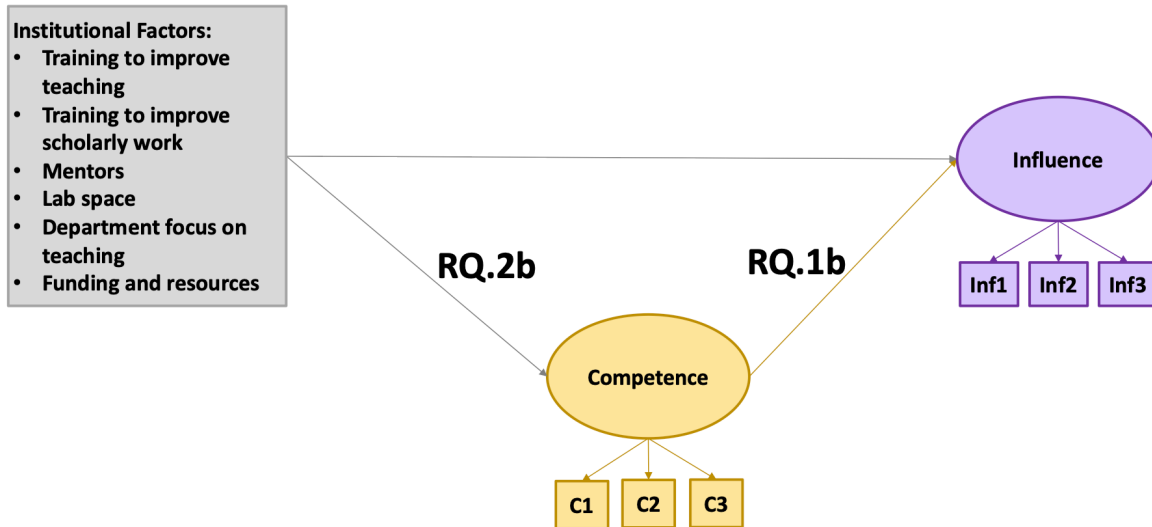 Institutional Factors:
• Training to improve
teaching
• Training to improve
scholarly work
• Mentors
• Lab space
• Department focus on
teaching
• Funding and resources
Influence
RQ.2b
RQ.1b
Inf1
Inf2
Inf3
Competence
C1
C2
C3